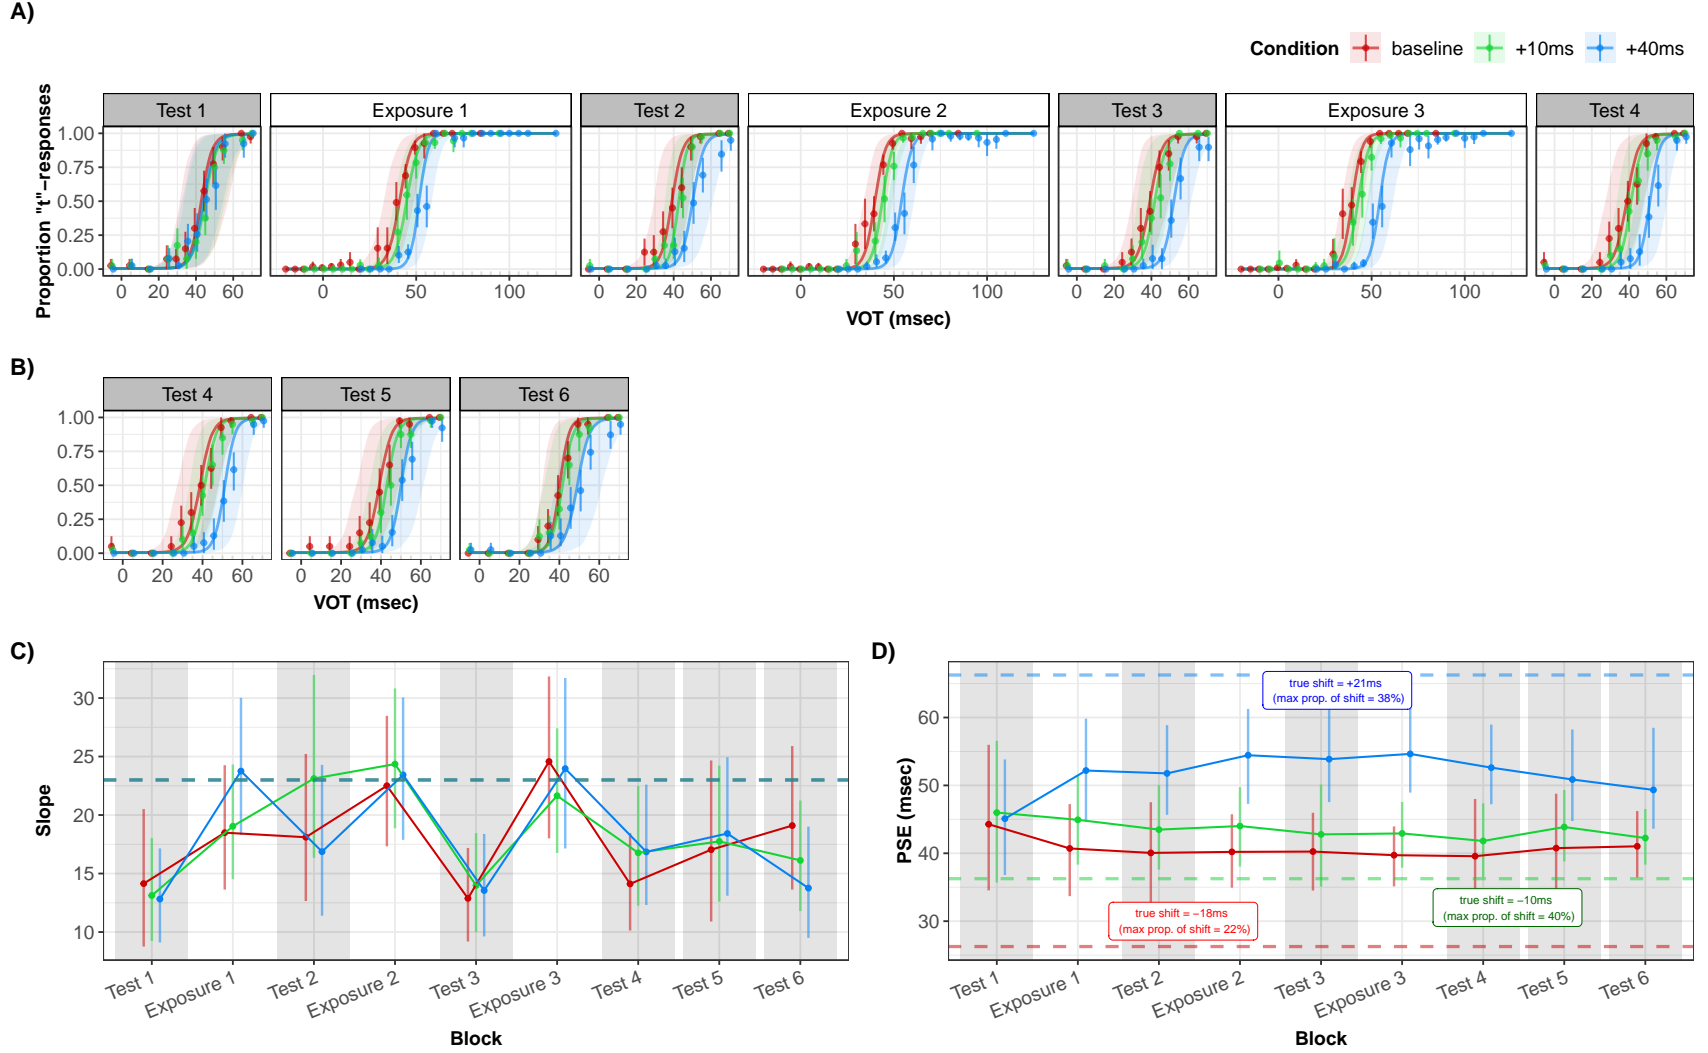 A)
Condition baseline +10ms +40ms
Test 1 Exposure 1 Test 2 Exposure 2 Test 3 Exposure 3 Test 4
Proportion "t"−responses
1.00
0.75
0.50
0.25
0.00
0 20 40 60 0 50 100 0 20 40 60 0 50 100 0 20 40 60 0 50 100 0 20 40 60
VOT (msec)
B)
Test 4 Test 5 Test 6
1.00
0.75
0.50
0.25
0.00
0 20 40 60 0 20 40 60 0 20 40 60
VOT (msec)
C)
Slope
30
25
20
15
10
Test 1 Exposure 1 Test 2 Exposure 2 Test 3 Exposure 3 Test 4 Test 5 Test 6
Block
D)
PSE (msec)
60
50
40
30
true shift = +21ms
(max prop. of shift = 38%)
true shift = −18ms
(max prop. of shift = 22%)
true shift = −10ms
(max prop. of shift = 40%)
Test 1 Exposure 1 Test 2 Exposure 2 Test 3 Exposure 3 Test 4 Test 5 Test 6
Block